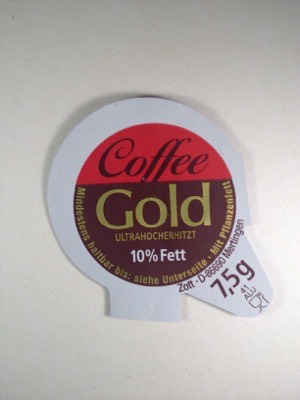 Coffee
Gold
ULTRAHOCHERHITZT
10% Fett
Mindestens haltbar bis: siehe Unterseite - Mit Pflanzenfett
Zott · D-86690 Mertingen
7,5g
41
ALU